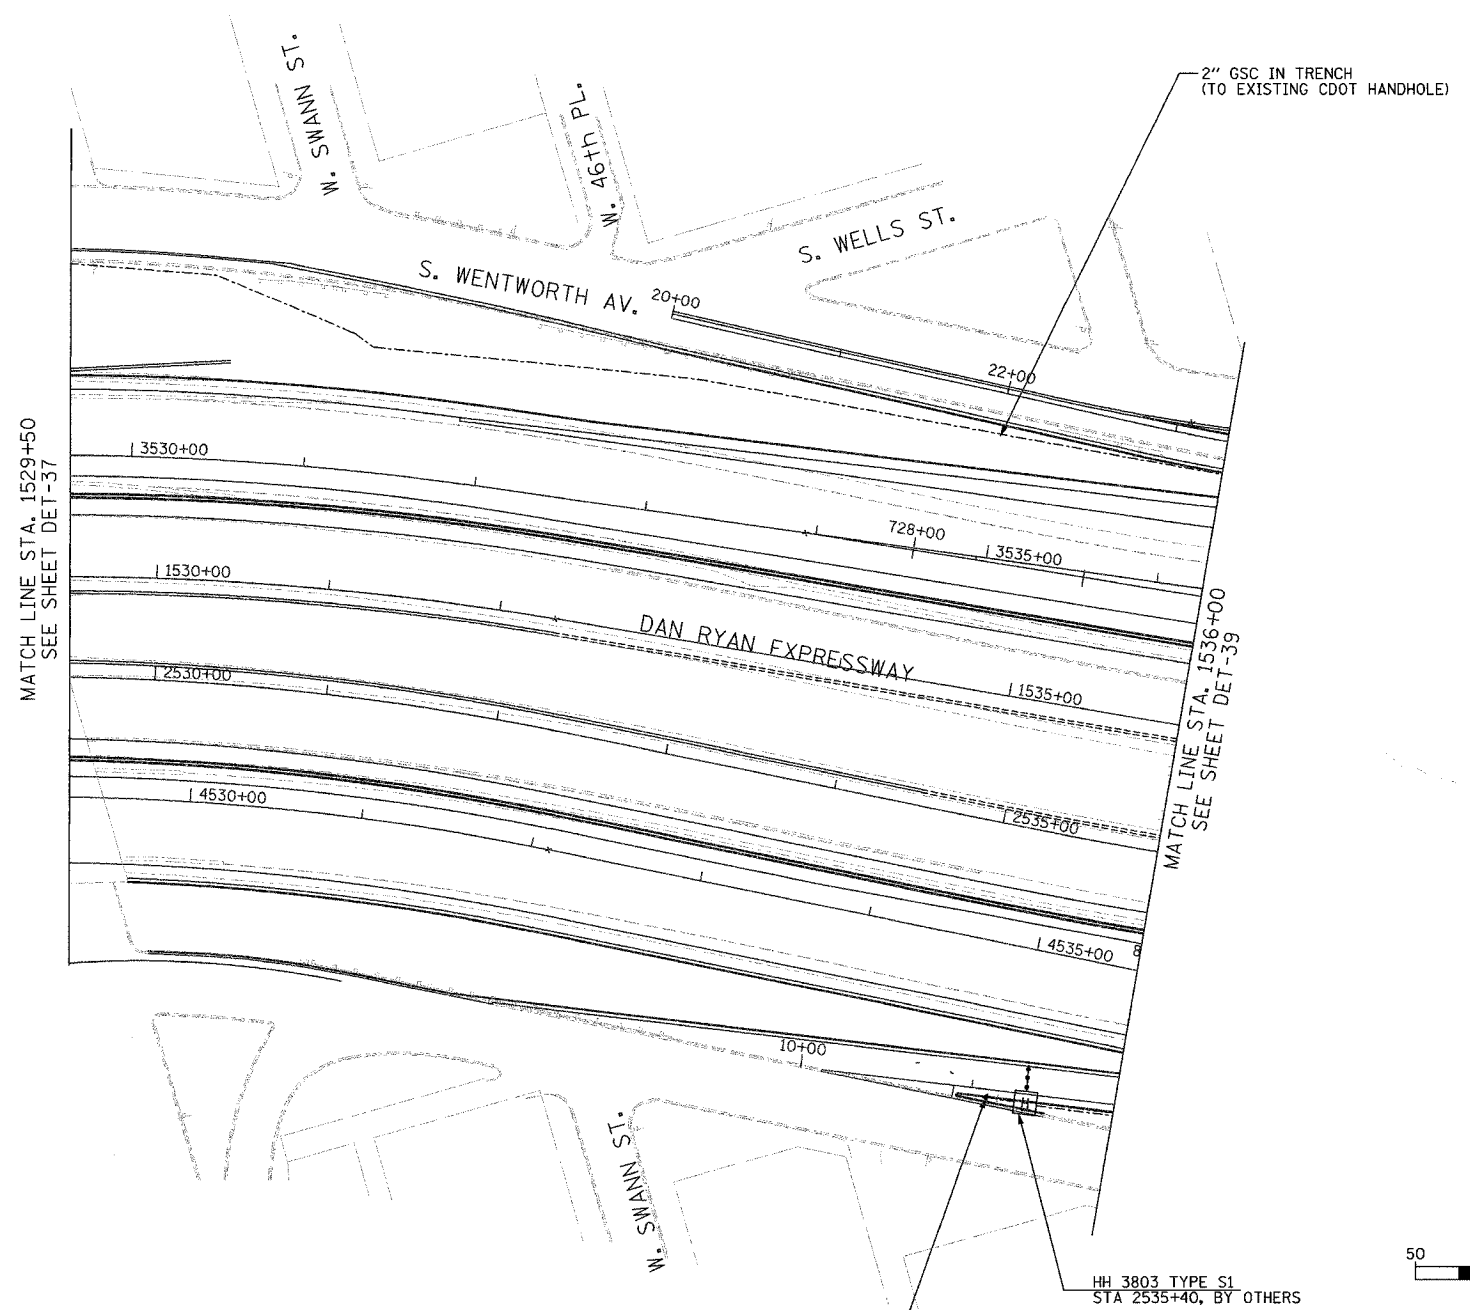 2" GSC IN TRENCH
(TO EXISTING CDOT HANDHOLE)
W. SWANN ST.
W. 46th PL.
S. WELLS ST.
S. WENTWORTH AV.
20+00
22+00
MATCH LINE STA. 1529+50
SEE SHEET DET-37
3530+00
728+00
3535+00
1530+00
DAN RYAN EXPRESSWAY
1535+00
2530+00
2535+00
MATCH LINE STA. 1536+00
SEE SHEET DET-39
4530+00
4535+00
8
10+00
H
W. SWANN ST.
HH 3803 TYPE S1
STA 2535+40, BY OTHERS
50